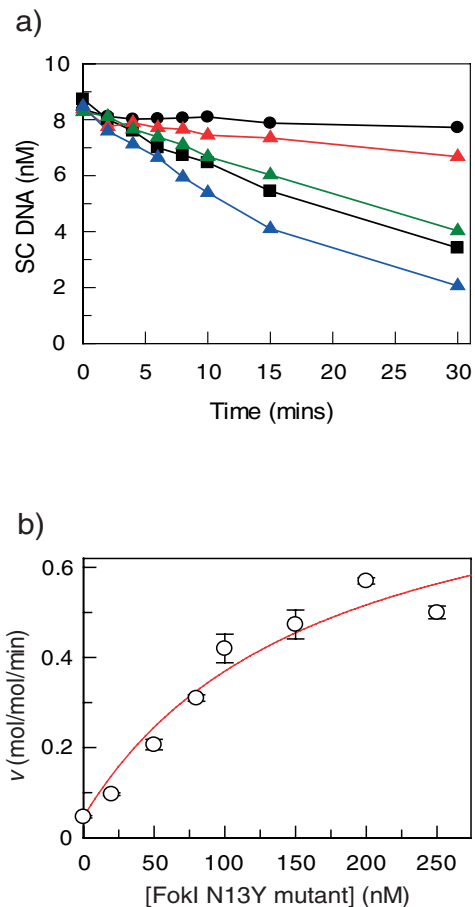 a)
10
8
6
4
2
0
SC DNA (nM)
0 5 10 15 20 25 30
Time (mins)
b)
0.6
0.4
0.2
0
v (mol/mol/min)
0 50 100 150 200 250
[FokI N13Y mutant] (nM)